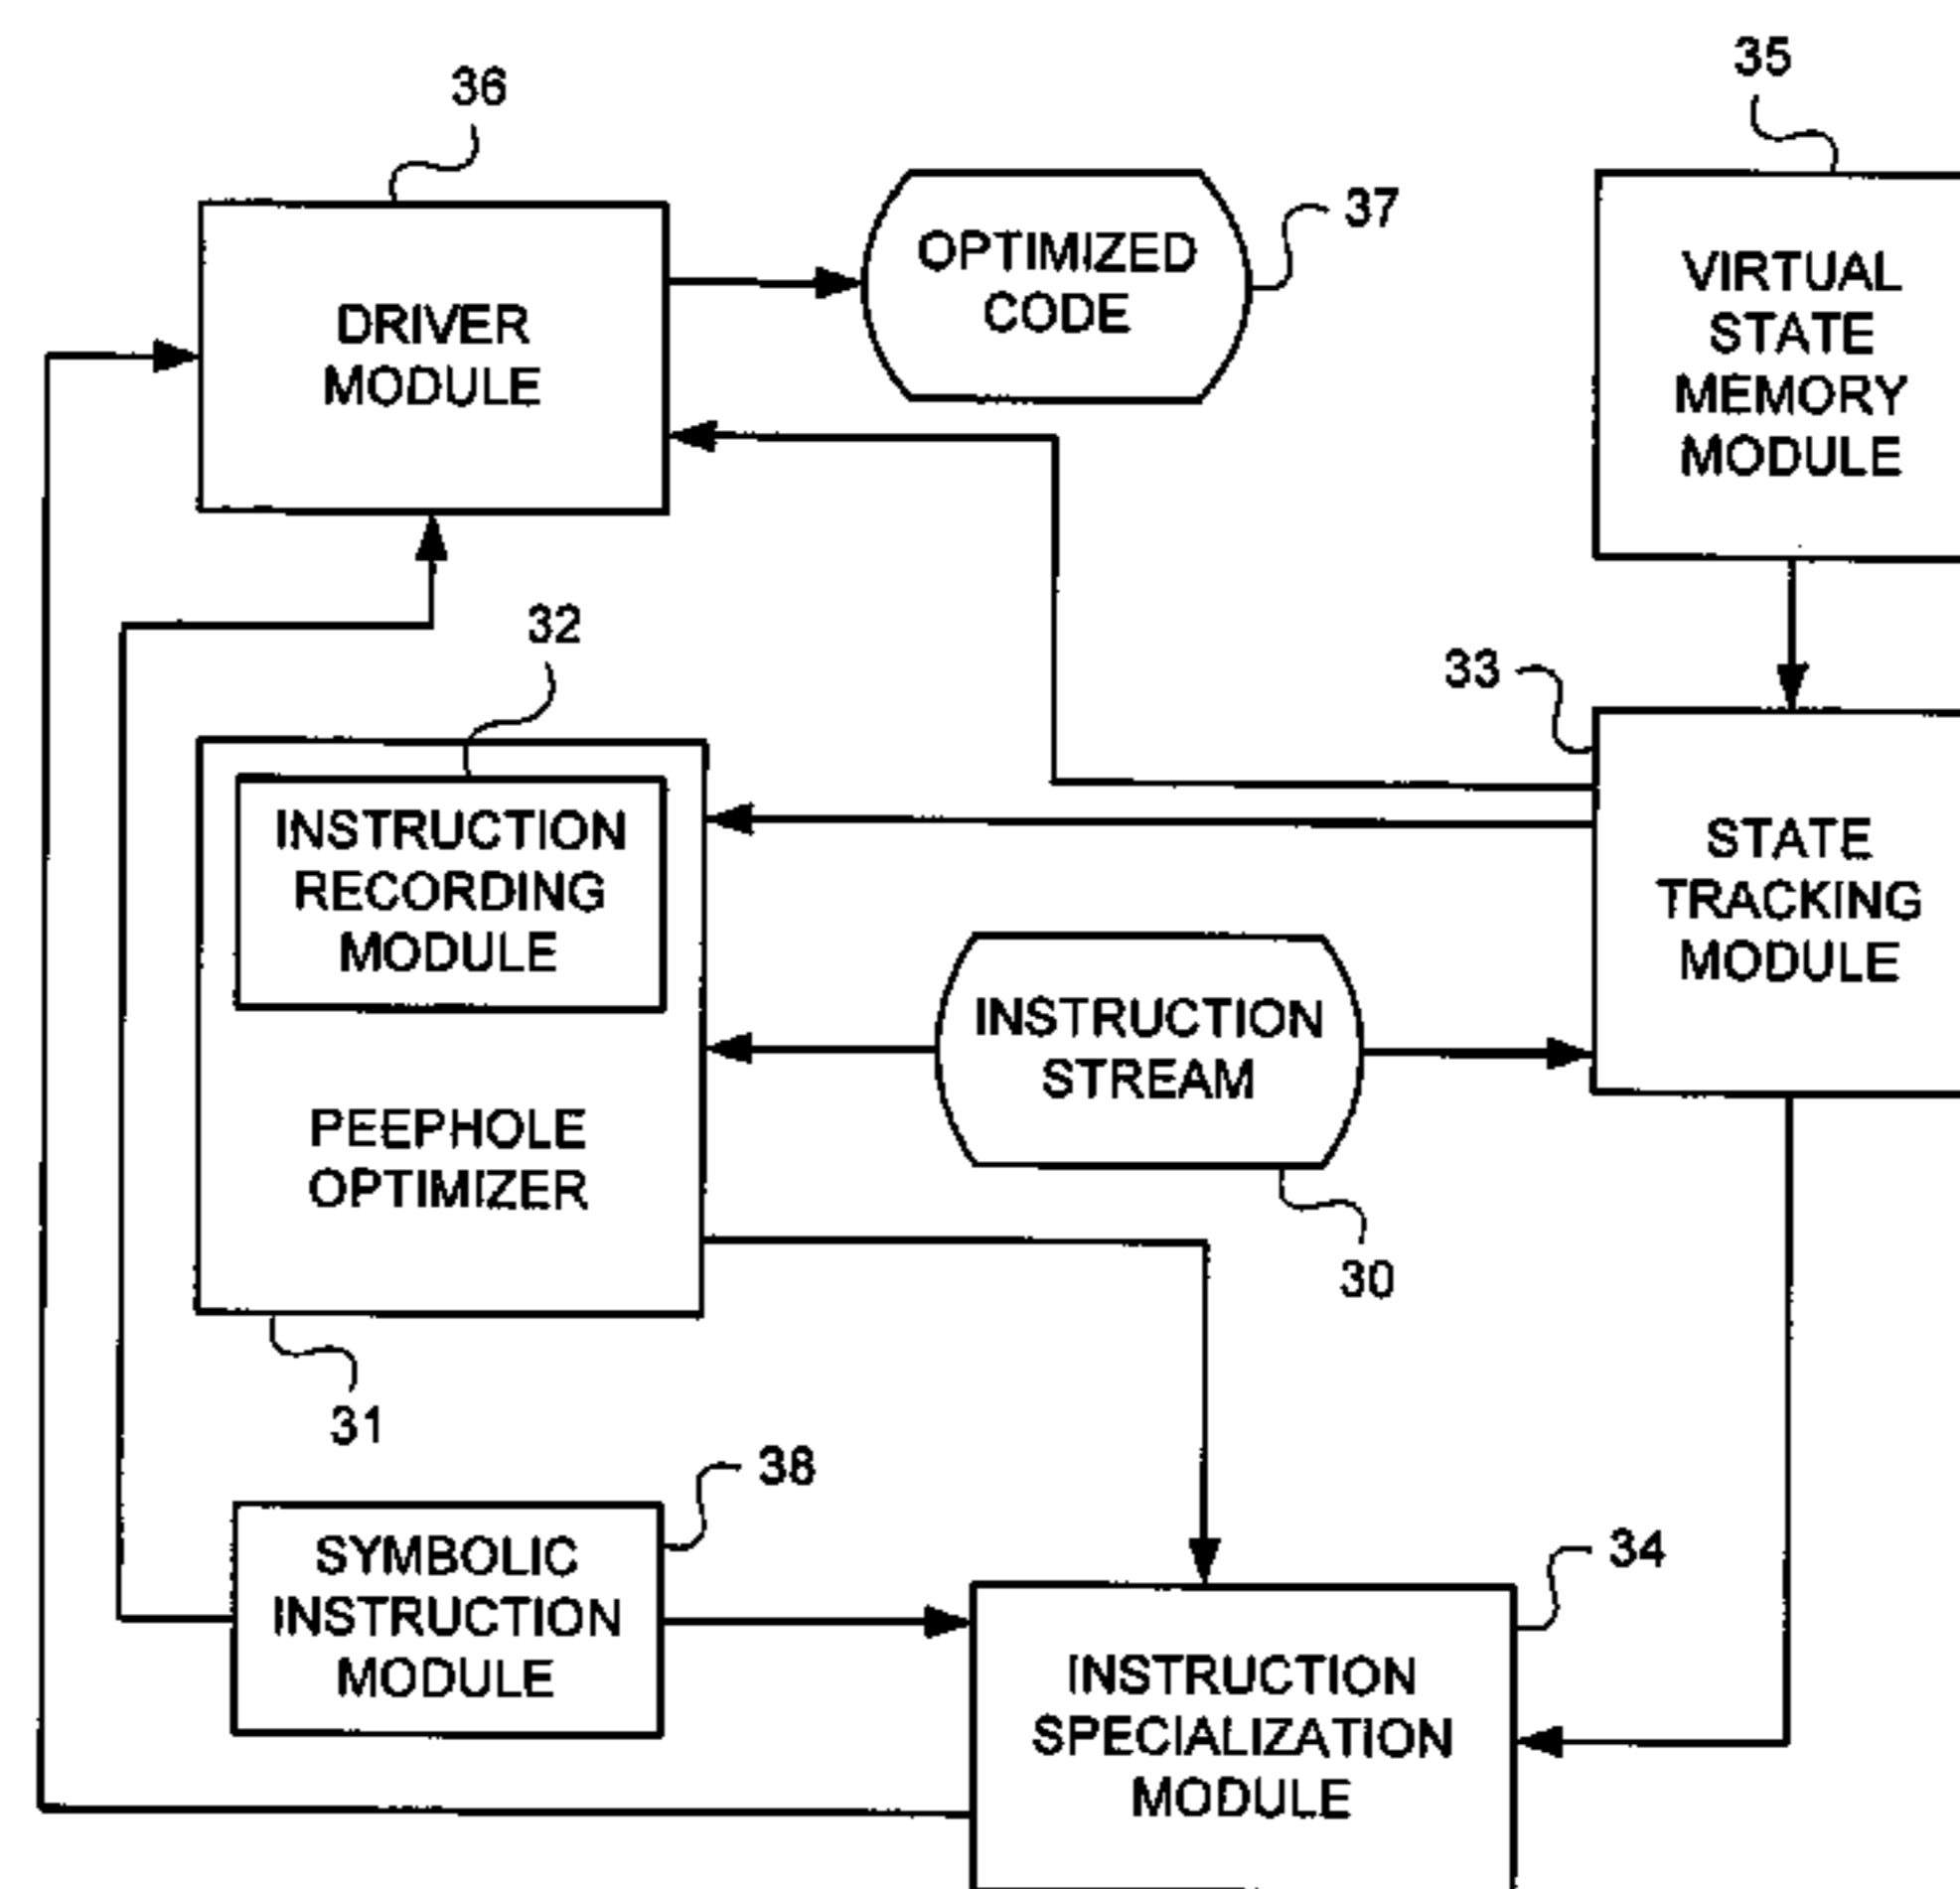 36
35
37
DRIVER
MODULE
OPTIMIZED
CODE
VIRTUAL
STATE
MEMORY
MODULE
32
33
INSTRUCTION
RECORDING
MODULE
PEEPHOLE
OPTIMIZER
INSTRUCTION
STREAM
STATE
TRACKING
MODULE
30
31
38
34
SYMBOLIC
INSTRUCTION
MODULE
INSTRUCTION
SPECIALIZATION
MODULE